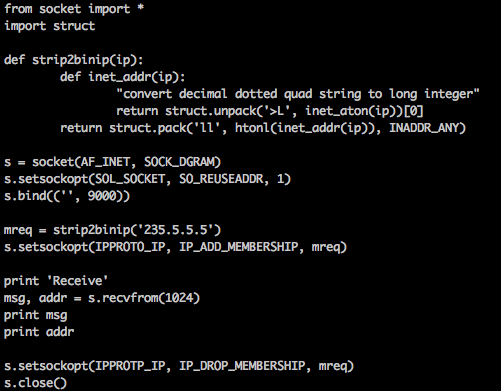 from socket import *
import struct

def strip2binip(ip):
        def inet_addr(ip):
                "convert decimal dotted quad string to long integer"
                return struct.unpack('>L', inet_aton(ip))[0]
        return struct.pack('ll', htonl(inet_addr(ip)), INADDR_ANY)

s = socket(AF_INET, SOCK_DGRAM)
s.setsockopt(SOL_SOCKET, SO_REUSEADDR, 1)
s.bind(('', 9000))

mreq = strip2binip('235.5.5.5')
s.setsockopt(IPPROTO_IP, IP_ADD_MEMBERSHIP, mreq)

print 'Receive'
msg, addr = s.recvfrom(1024)
print msg
print addr

s.setsockopt(IPPROTP_IP, IP_DROP_MEMBERSHIP, mreq)
s.close()